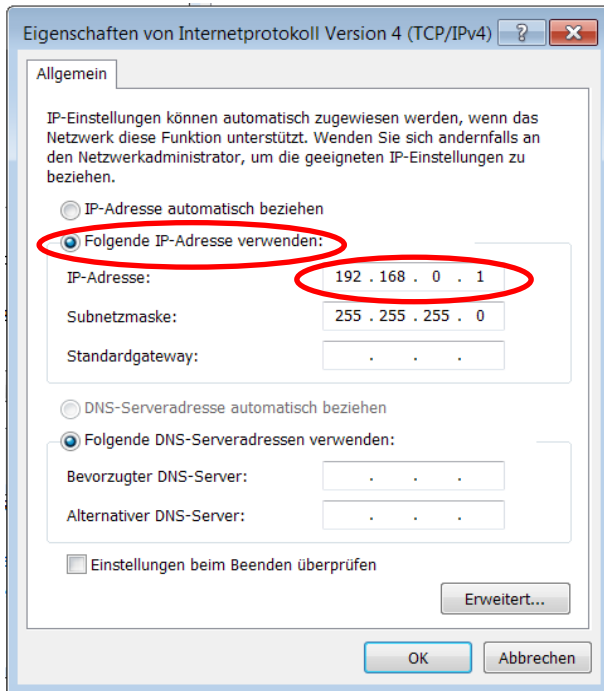 Eigenschaften von Internetprotokoll Version 4 (TCP/IPv4) ?
Allgemein
IP-Einstellungen können automatisch zugewiesen werden, wenn das
Netzwerk diese Funktion unterstützt. Wenden Sie sich andernfalls an
den Netzwerkadministrator, um die geeigneten IP-Einstellungen zu
beziehen.
IP-Adresse automatisch beziehen
Folgende IP-Adresse verwenden:
IP-Adresse: 192 . 168 . 0 . 1
Subnetzmaske: 255 . 255 . 255 . 0
Standardgateway: . . .
DNS-Serveradresse automatisch beziehen
Folgende DNS-Serveradressen verwenden:
Bevorzugter DNS-Server: . . .
Alternativer DNS-Server: . . .
Einstellungen beim Beenden überprüfen
Erweitert...
OK Abbrechen